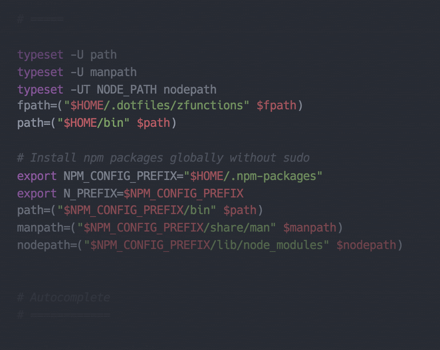 typeset -U path
typeset -U manpath
typeset -UT NODE_PATH nodepath
fpath=("$HOME/.dotfiles/zfunctions" $fpath)
path=("$HOME/bin" $path)
# Install npm packages globally without sudo
export NPM_CONFIG_PREFIX="$HOME/.npm-packages"
export N_PREFIX=$NPM_CONFIG_PREFIX
path=("$NPM_CONFIG_PREFIX/bin" $path)
manpath=("$NPM_CONFIG_PREFIX/share/man" $manpath)
nodepath=("$NPM_CONFIG_PREFIX/lib/node_modules" $nodepath)
# Autocomplete
# ============